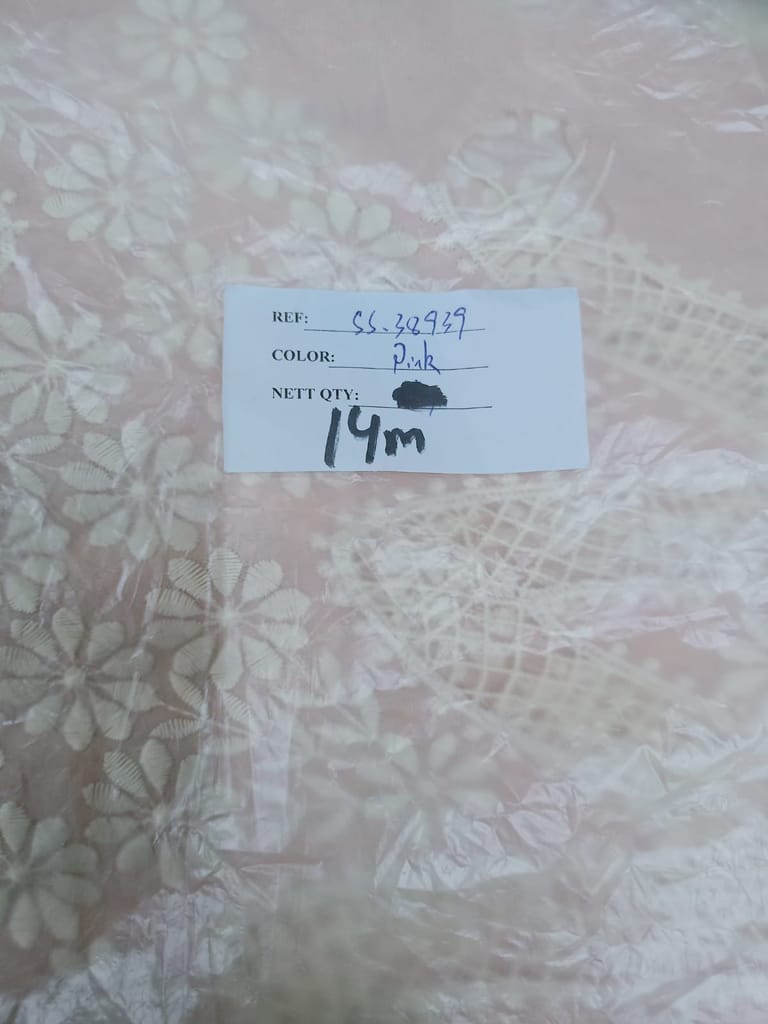 REF: SS-38939
COLOR: Pink
NETT QTY:
14m